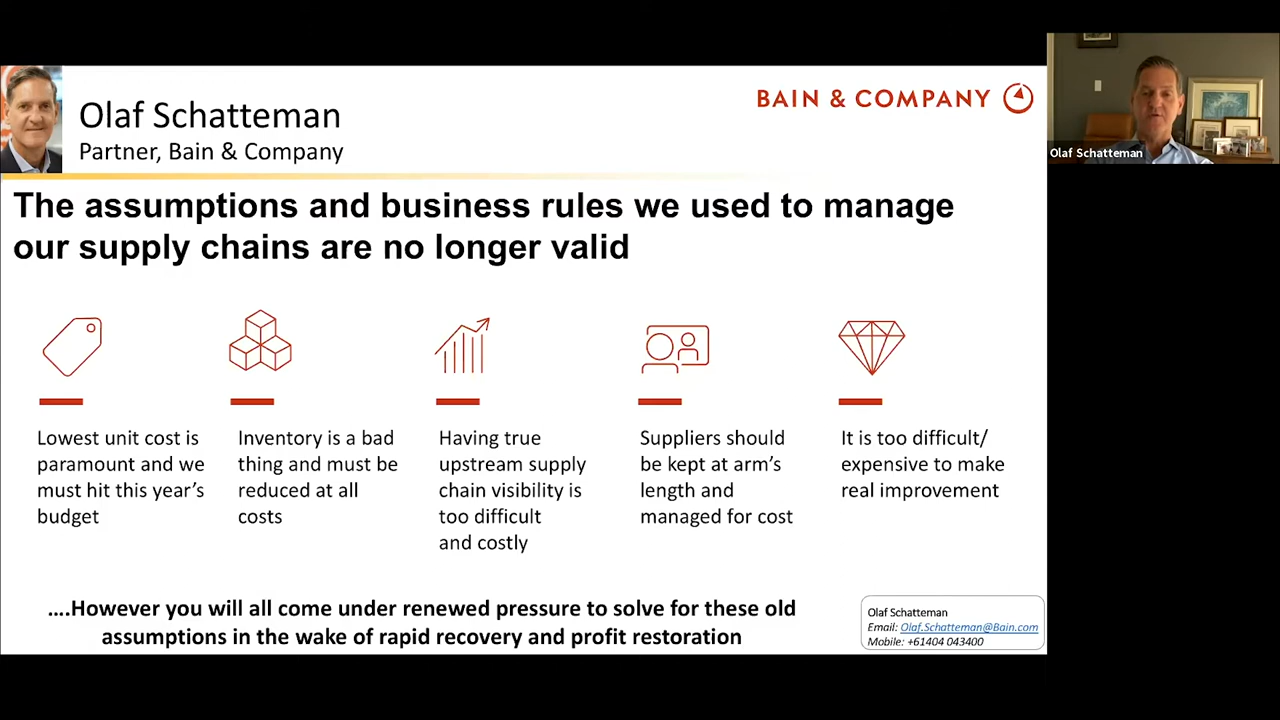 Olaf Schatteman
Partner, Bain & Company
BAIN & COMPANY
Olaf Schatteman
The assumptions and business rules we used to manage
our supply chains are no longer valid
Lowest unit cost is
paramount and we
must hit this year’s
budget
Inventory is a bad
thing and must be
reduced at all
costs
Having true
upstream supply
chain visibility is
too difficult
and costly
Suppliers should
be kept at arm’s
length and
managed for cost
It is too difficult/
expensive to make
real improvement
....However you will all come under renewed pressure to solve for these old
assumptions in the wake of rapid recovery and profit restoration
Olaf Schatteman
Email: Olaf.Schatteman@Bain.com
Mobile: +61404 043400